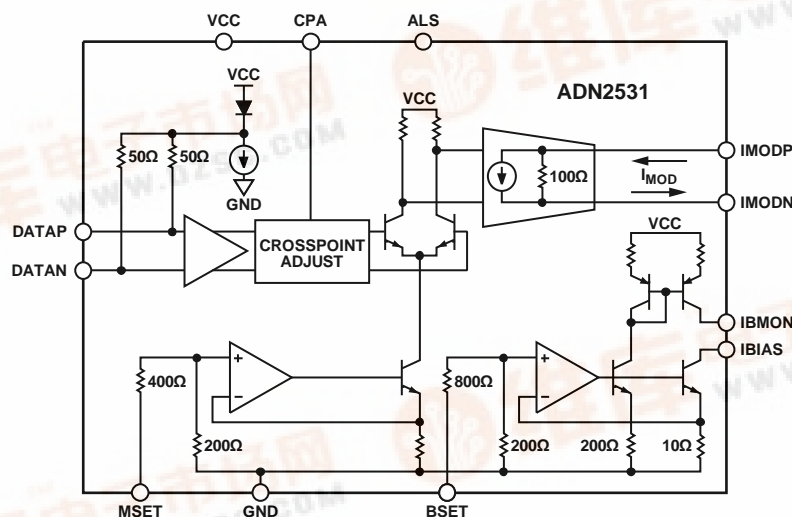 VCC
CPA
ALS
VCC
VCC
ADN2531
50Ω
50Ω
GND
100Ω
IMOD
IMODP
IMODN
DATAP
DATAN
CROSSPOINT
ADJUST
VCC
IBMON
IBIAS
400Ω
800Ω
200Ω
200Ω
200Ω
10Ω
MSET
GND
BSET